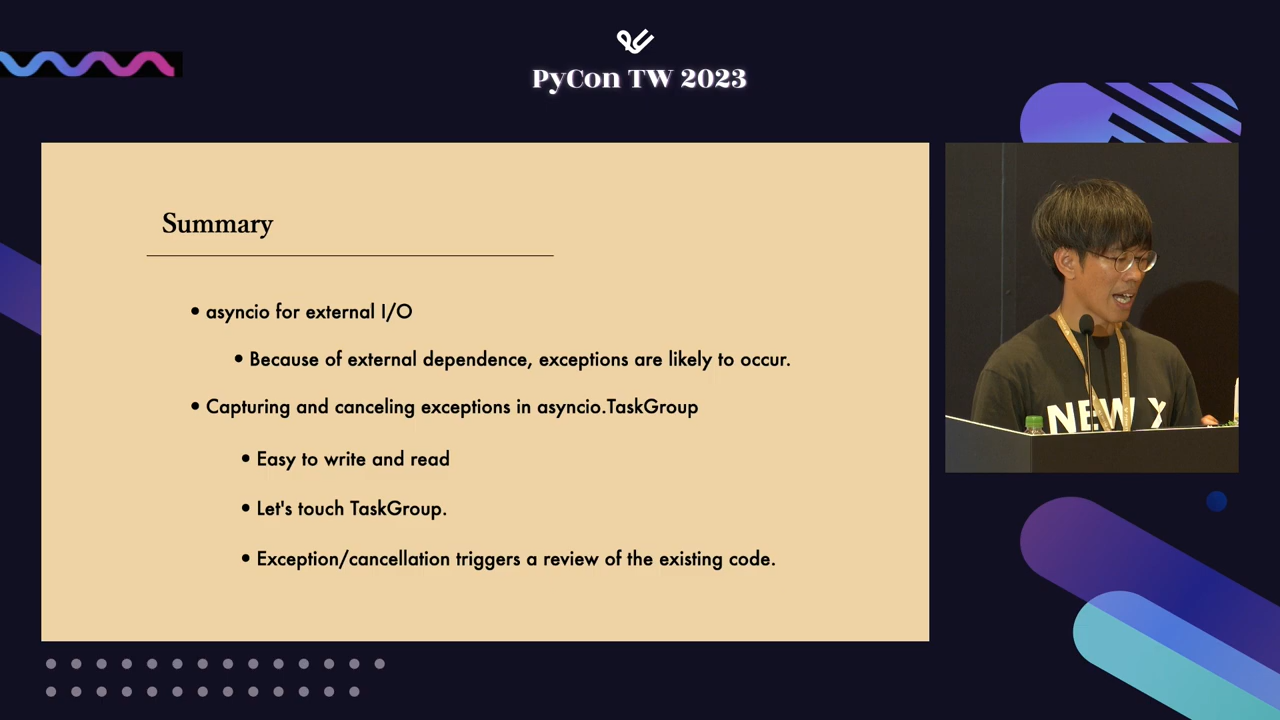 PyCon TW 2023
Summary
• asyncio for external I/O
• Because of external dependence, exceptions are likely to occur.
• Capturing and canceling exceptions in asyncio.TaskGroup
• Easy to write and read
• Let's touch TaskGroup.
• Exception/cancellation triggers a review of the existing code.
NEW